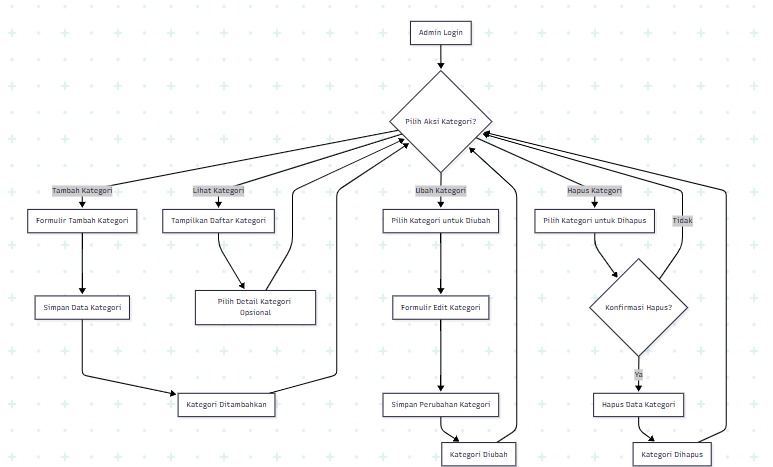 Admin Login
Pilih Aksi Kategori?
Tambah Kategori
Lihat Kategori
Ubah Kategori
Hapus Kategori
Formulir Tambah Kategori
Tampilkan Daftar Kategori
Pilih Kategori untuk Diubah
Pilih Kategori untuk Dihapus
Tidak
Simpan Data Kategori
Pilih Detail Kategori
Opsional
Formulir Edit Kategori
Konfirmasi Hapus?
Ya
Kategori Ditambahkan
Simpan Perubahan Kategori
Hapus Data Kategori
Kategori Diubah
Kategori Dihapus